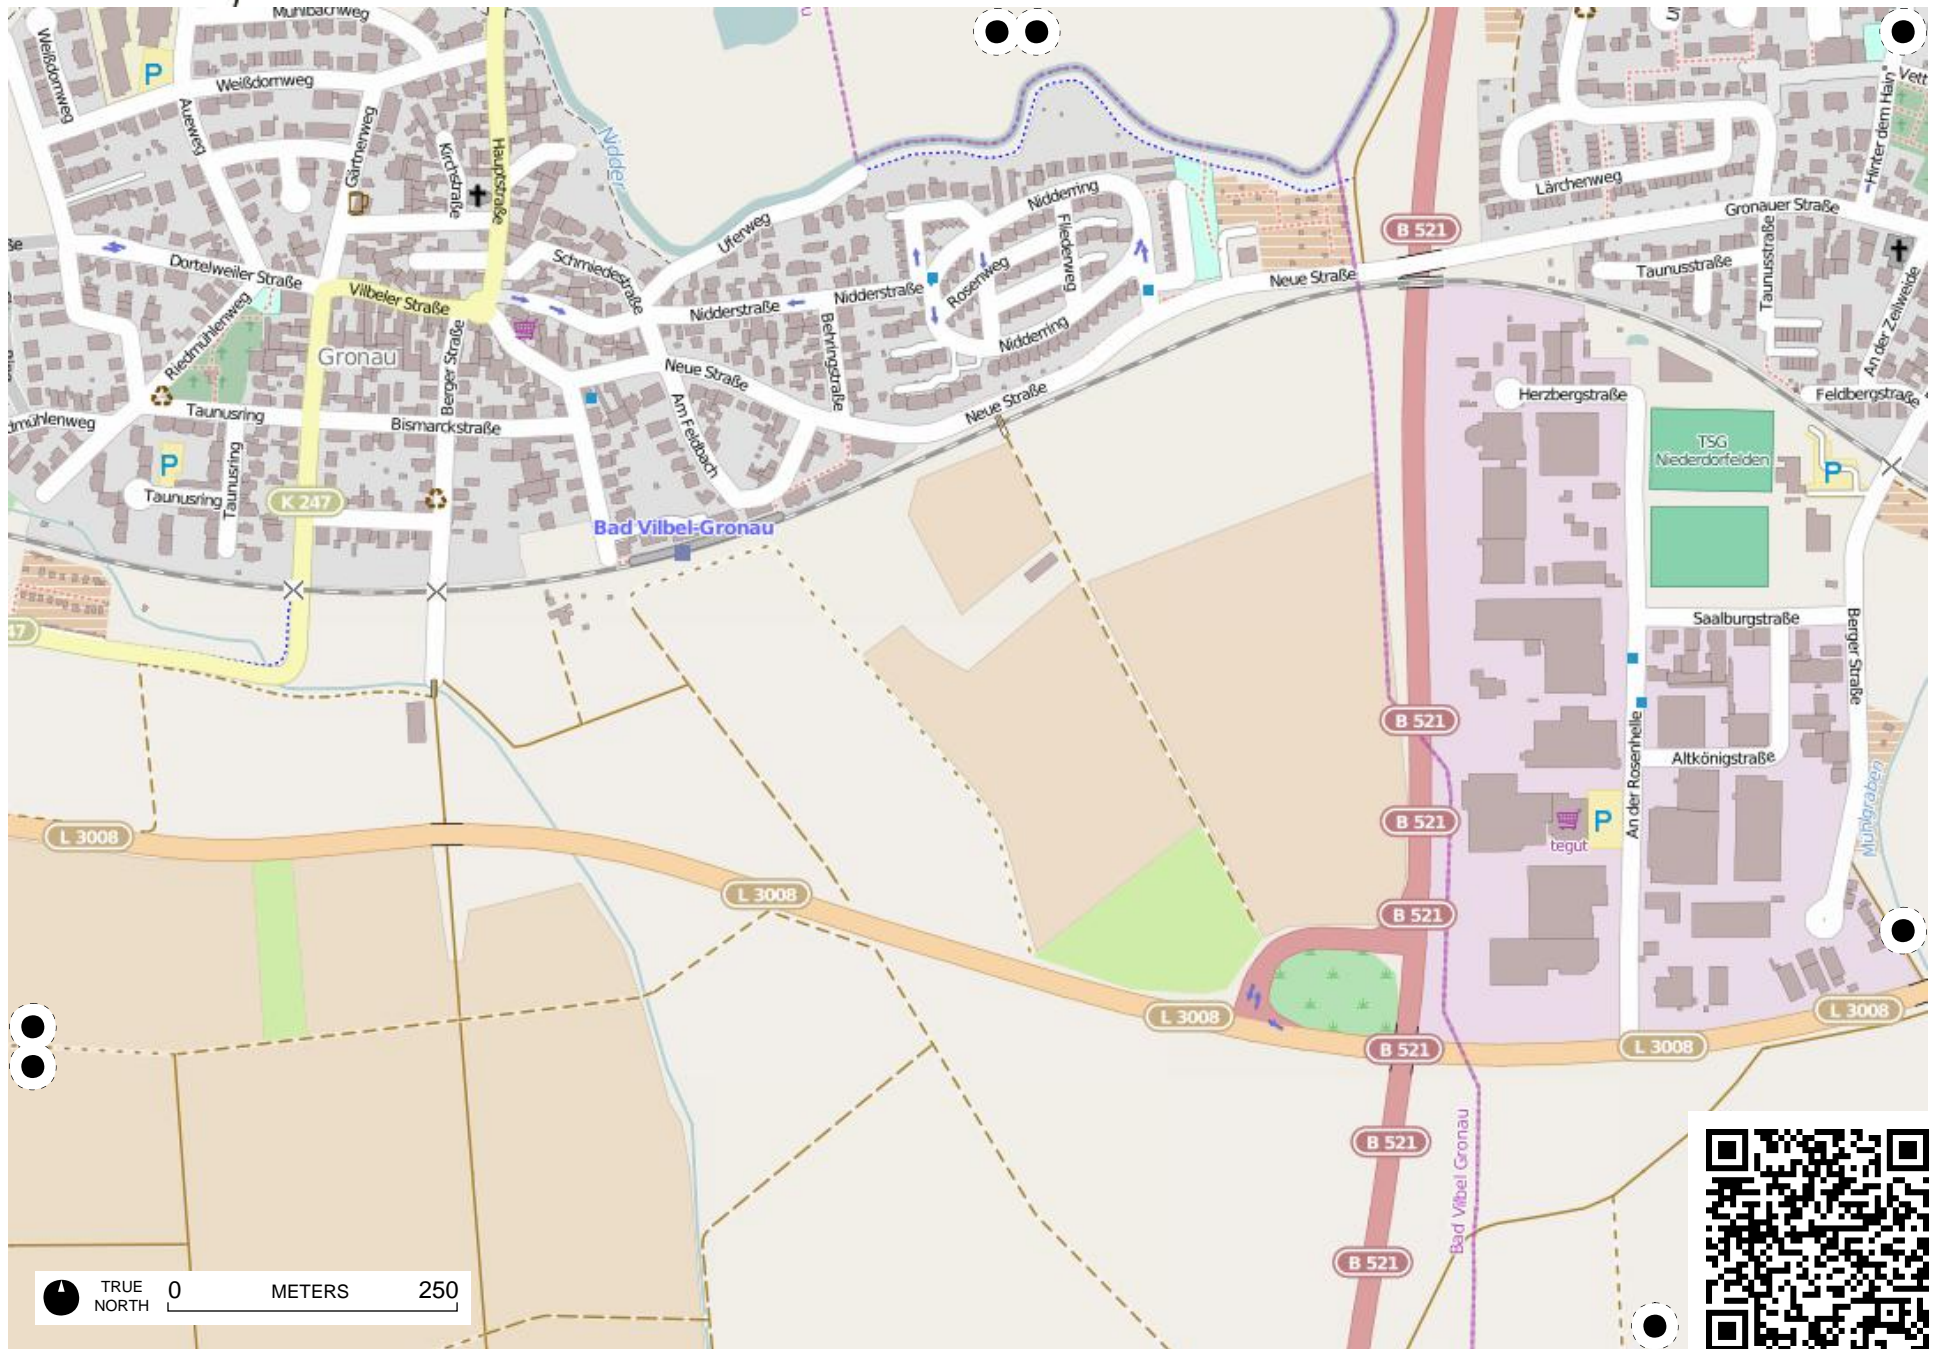 Mühlbachweg
Weißdornweg
P
Weißdornweg
Aueweg
Gärtnerweg
Kirchstraße
Hauptstraße
Nidder
B 521
Lärchenweg
Hinter dem Hain
Gronauer Straße
Taunusstraße
Taunusstraße
An der Zeilweide
Feldbergstraße
Uferweg
Nidderring
Fliederweg
Rosenweg
Nidderring
Neue Straße
Dortelweiler Straße
Vilbeler Straße
Schmiedestraße
Nidderstraße
Nidderstraße
Behringstraße
Riedmühlenweg
Gronau
Berger Straße
Neue Straße
Neue Straße
Am Feldbach
Taunusring
Bismarckstraße
P
Taunusring
Taunusring
K 247
Bad Vilbel-Gronau
Herzbergstraße
TSG
Niederdorfelden
P
Saalburgstraße
Berger Straße
B 521
An der Rosenhelle
Altkönigstraße
Mühlgraben
L 3008
B 521
P
tegut
L 3008
B 521
L 3008
B 521
L 3008
L 3008
B 521
Bad Vilbel Gronau
B 521
TRUE
NORTH
0 METERS 250